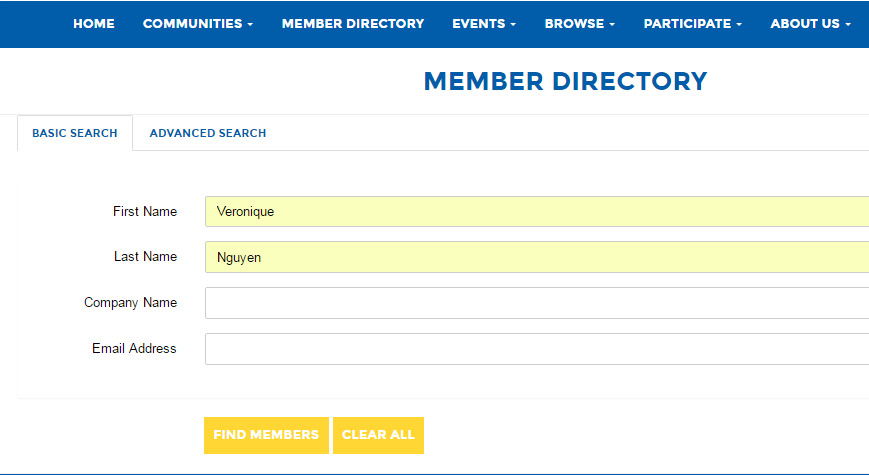 HOME COMMUNITIES MEMBER DIRECTORY EVENTS BROWSE PARTICIPATE ABOUT US
MEMBER DIRECTORY
BASIC SEARCH ADVANCED SEARCH
First Name Veronique
Last Name Nguyen
Company Name
Email Address
FIND MEMBERS CLEAR ALL